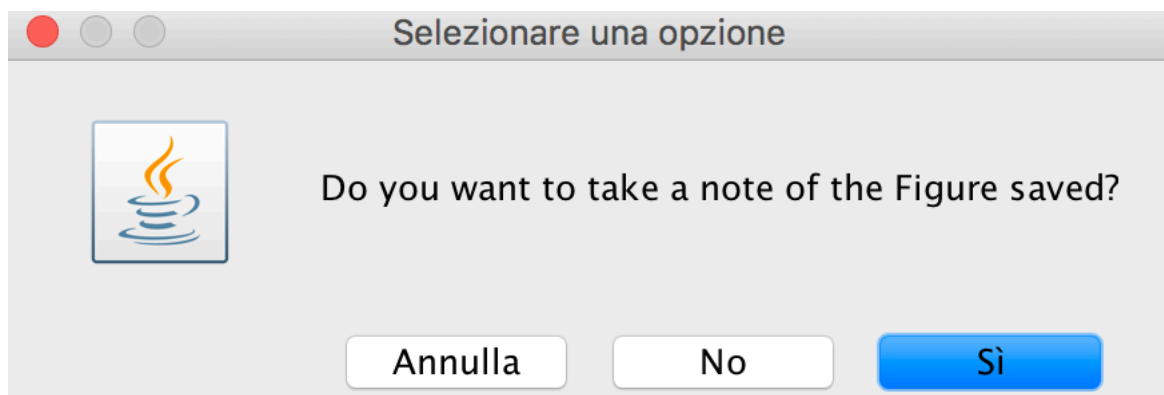 Selezionare una opzione
Do you want to take a note of the Figure saved?
Annulla No Sì